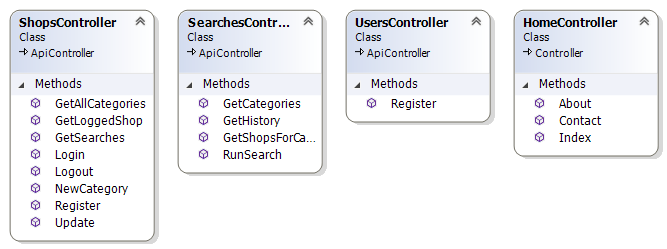 ShopsController
Class
ApiController
Methods
GetAllCategories
GetLoggedShop
GetSearches
Login
Logout
NewCategory
Register
Update
SearchesContr...
Class
ApiController
Methods
GetCategories
GetHistory
GetShopsForCa...
RunSearch
UsersController
Class
ApiController
Methods
Register
HomeController
Class
Controller
Methods
About
Contact
Index